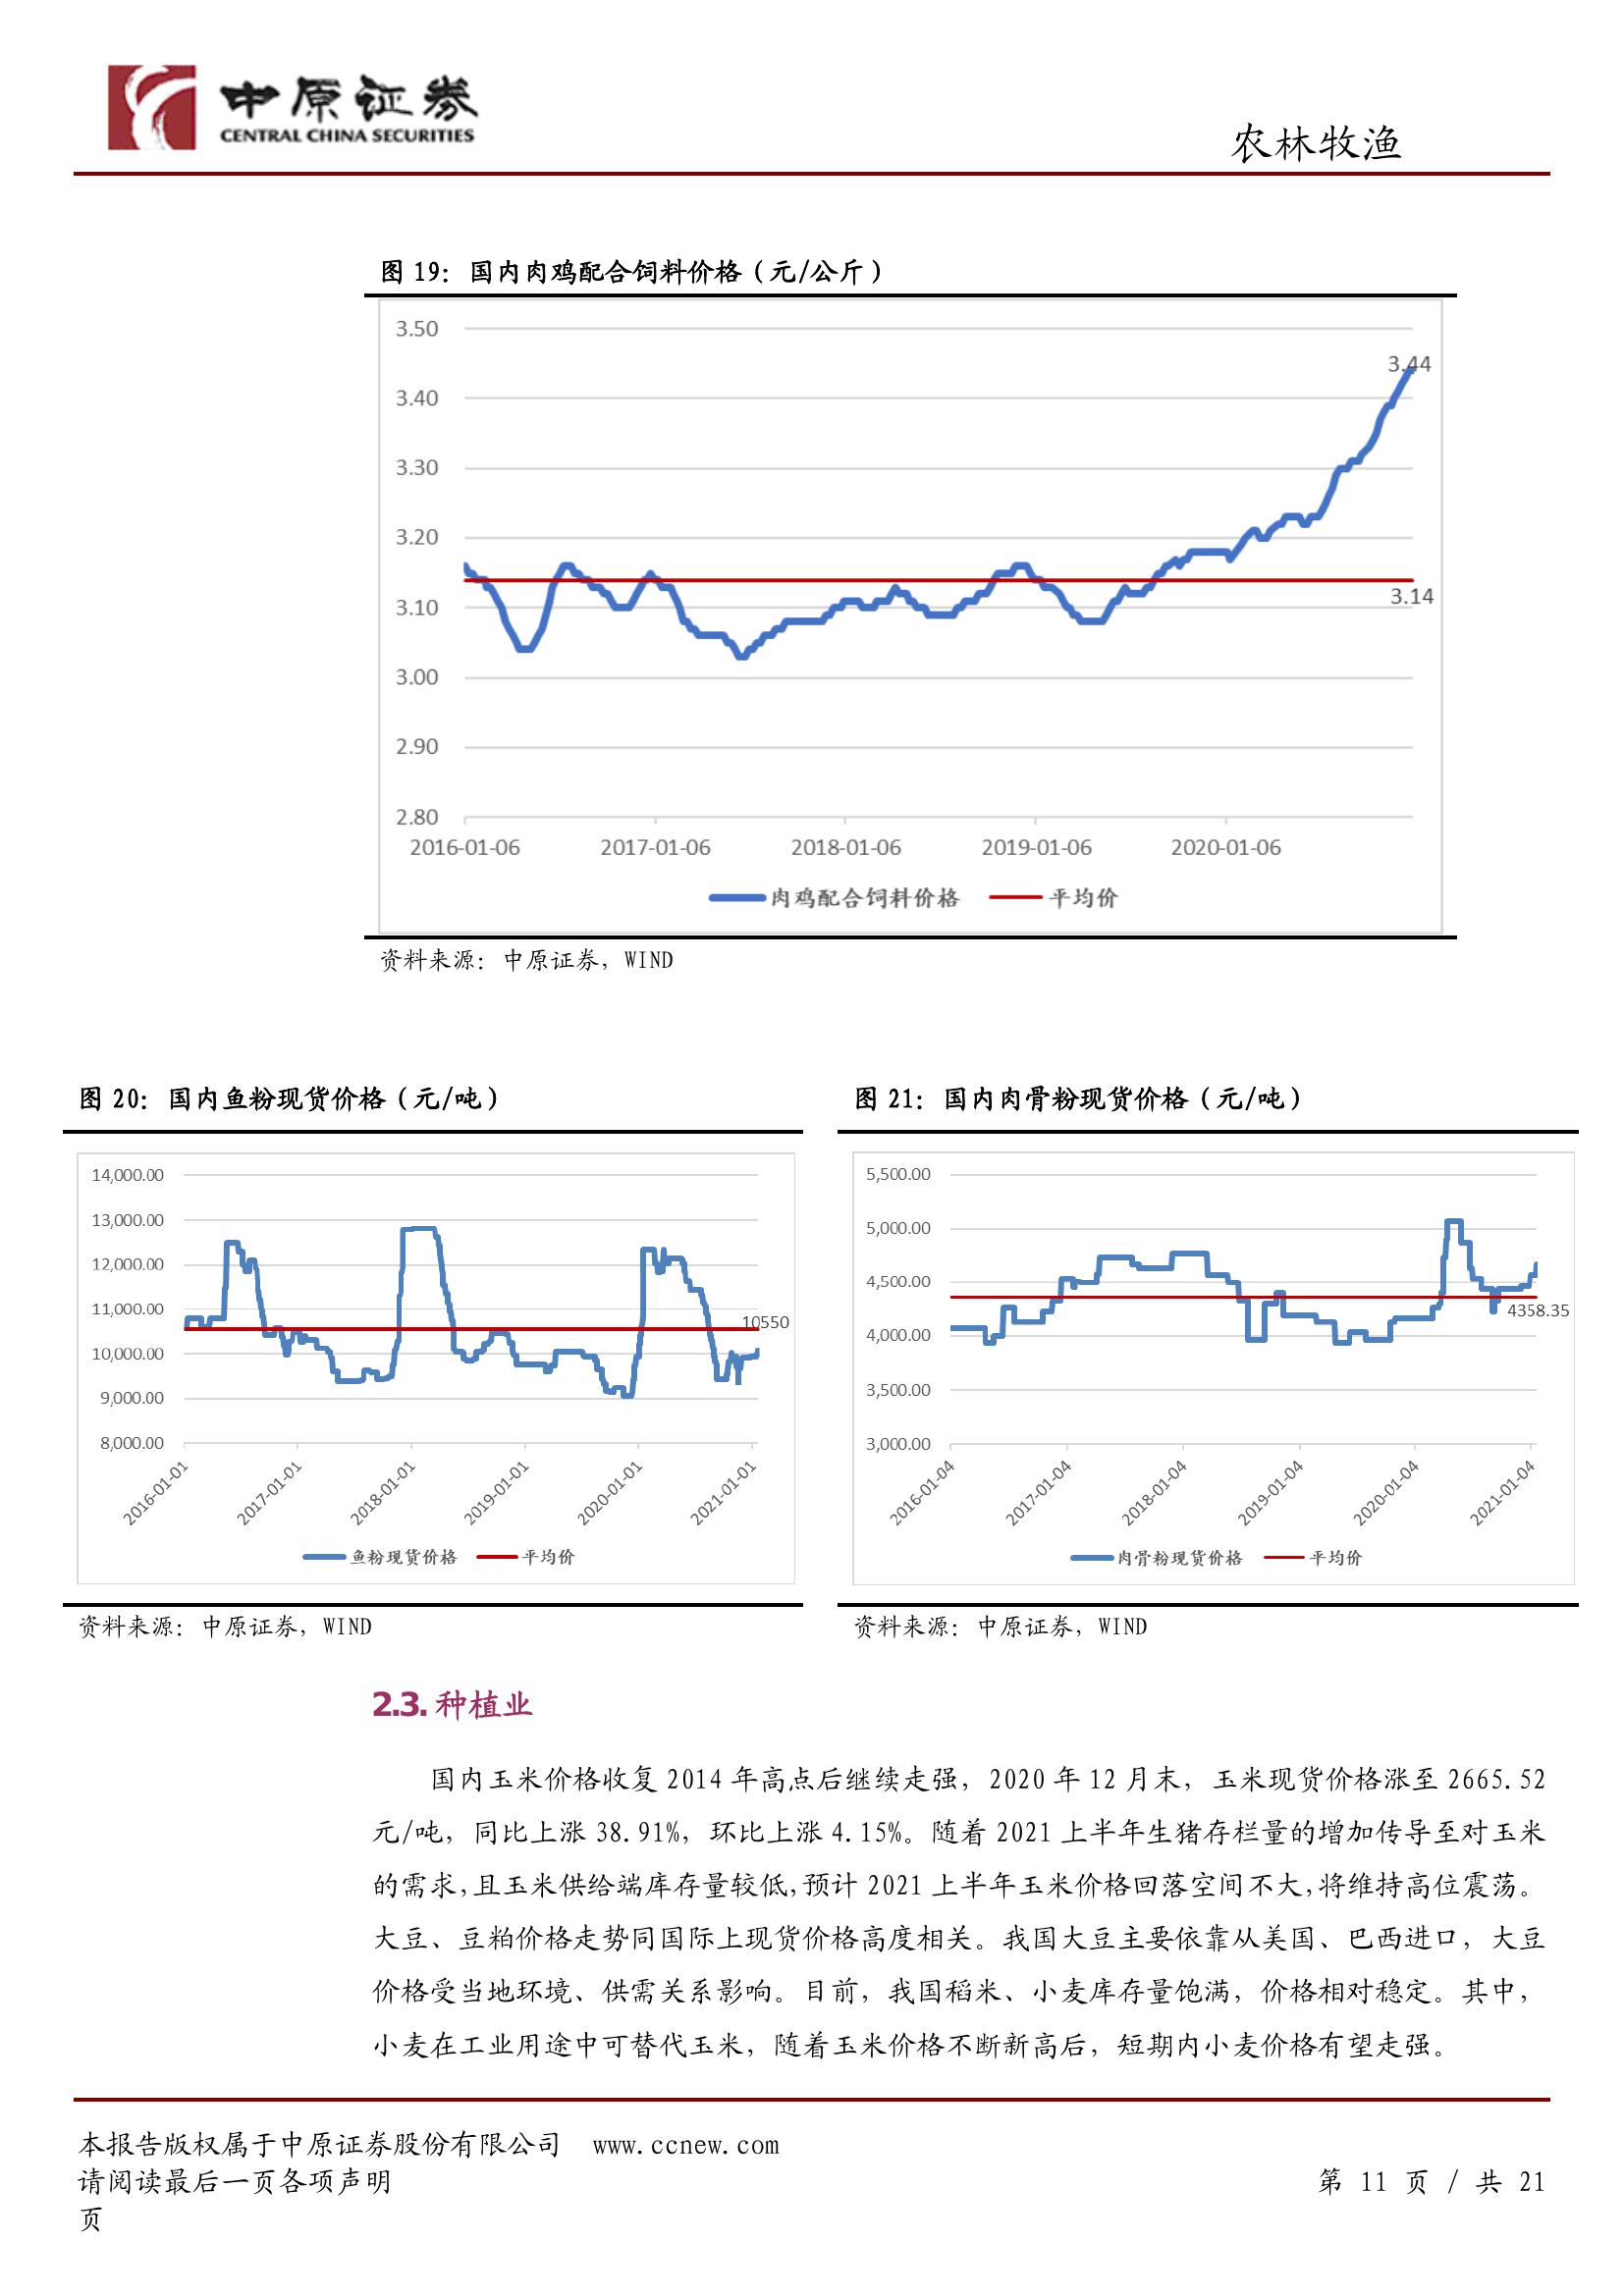 中原证券
CENTRAL CHINA SECURITIES
农林牧渔
图 19：国内肉鸡配合饲料价格（元/公斤）
3.50
3.44
3.40
3.30
3.20
3.14
3.10
3.00
2.90
2.80
2016-01-06 2017-01-06 2018-01-06 2019-01-06 2020-01-06
肉鸡配合饲料价格 平均价
资料来源：中原证券，WIND
图 20：国内鱼粉现货价格（元/吨）
14,000.00
13,000.00
12,000.00
11,000.00
10550
10,000.00
9,000.00
8,000.00
2016-01-01 2017-01-01 2018-01-01 2019-01-01 2020-01-01 2021-01-01
鱼粉现货价格 平均价
资料来源：中原证券，WIND
图 21：国内肉骨粉现货价格（元/吨）
5,500.00
5,000.00
4,500.00
4358.35
4,000.00
3,500.00
3,000.00
2016-01-04 2017-01-04 2018-01-04 2019-01-04 2020-01-04 2021-01-04
肉骨粉现货价格 平均价
资料来源：中原证券，WIND
2.3. 种植业
国内玉米价格收复 2014 年高点后继续走强，2020 年 12 月末，玉米现货价格涨至 2665.52
元/吨，同比上涨 38.91%，环比上涨 4.15%。随着 2021 上半年生猪存栏量的增加传导至对玉米
的需求，且玉米供给端库存量较低，预计 2021 上半年玉米价格回落空间不大，将维持高位震荡。
大豆、豆粕价格走势同国际上现货价格高度相关。我国大豆主要依靠从美国、巴西进口，大豆
价格受当地环境、供需关系影响。目前，我国稻米、小麦库存量饱满，价格相对稳定。其中，
小麦在工业用途中可替代玉米，随着玉米价格不断新高后，短期内小麦价格有望走强。
本报告版权属于中原证券股份有限公司 www.ccnew.com
请阅读最后一页各项声明 第 11 页 / 共 21
页